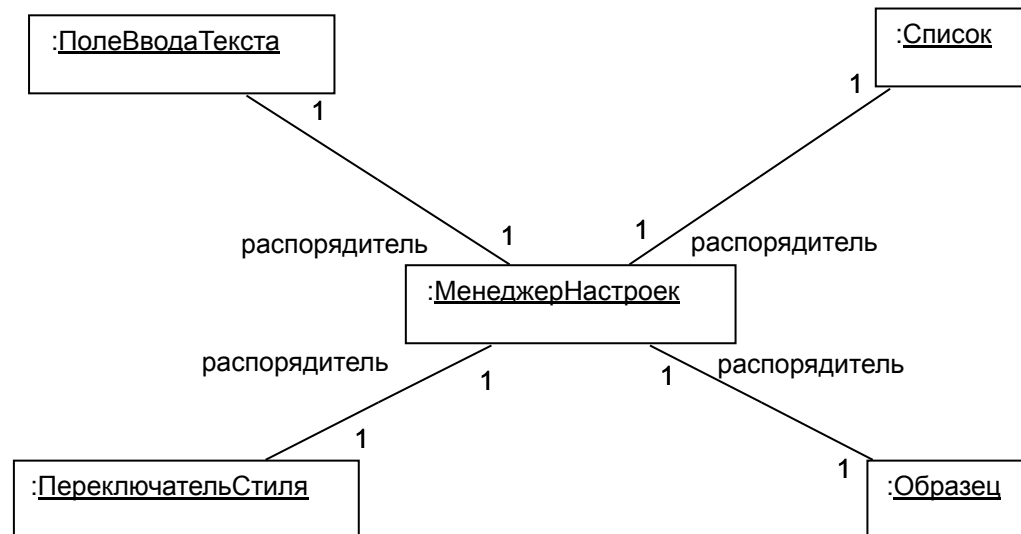 :ПолеВводаТекста
:Список
1
1
1
1
распорядитель
распорядитель
:МенеджерНастроек
распорядитель
распорядитель
1
1
1
1
:ПереключательСтиля
:Образец